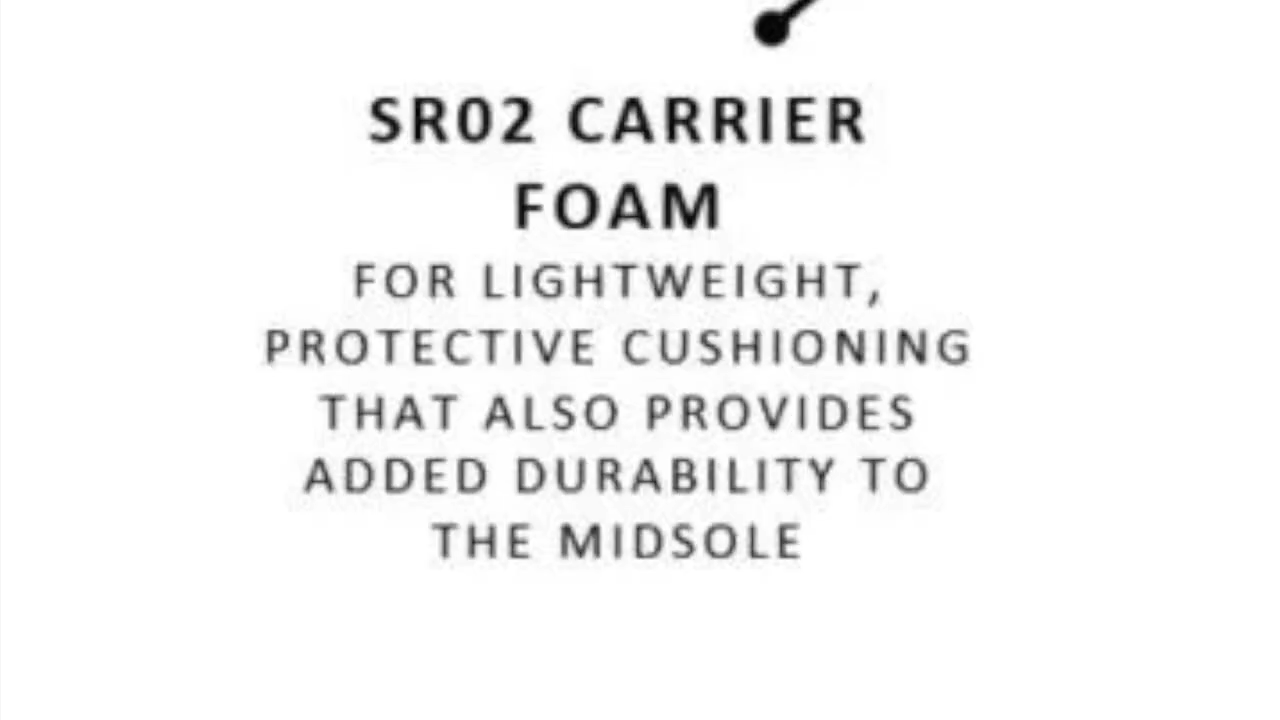 SR02 CARRIER
FOAM
FOR LIGHTWEIGHT,
PROTECTIVE CUSHIONING
THAT ALSO PROVIDES
ADDED DURABILITY TO
THE MIDSOLE